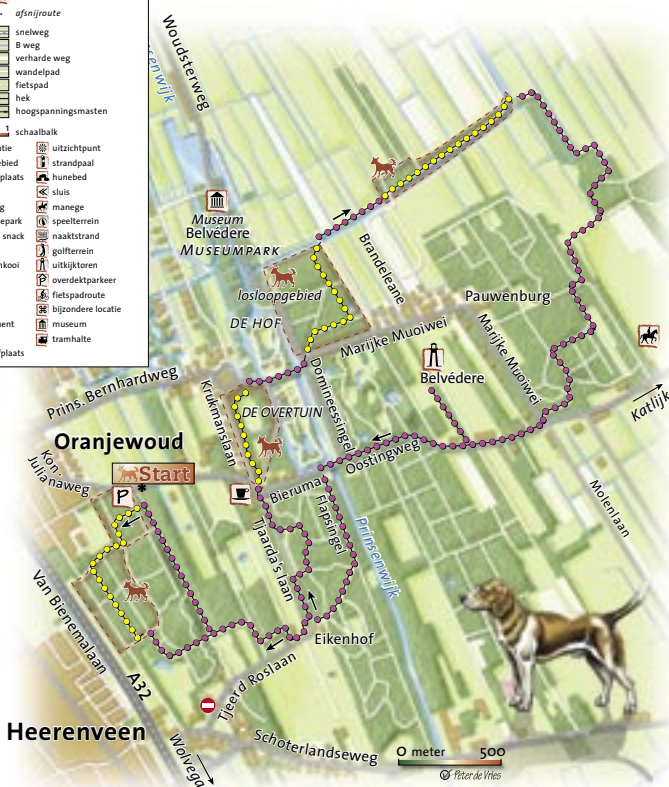 afsnijroute
snelweg
B weg
verharde weg
wandelpad
fietspad
hek
hoogspanningsmasten
1 schaalbalk
uitzichtpunt
strandpaal
hunebed
sluis
manege
speelterrein
snack
naaktstrand
golfterrein
uitkijktoren
P overdektparkeer
fietspadroute
bijzondere locatie
museum
tramhalte
Woudsterweg
Museum
Belvédère
MUSEUMPARK
Brandeleane
losloopgebied
Pauwenburg
DE HOF
Marijke Muoiwei
Marijke Muoiwei
Belvédère
Prins. Bernhardweg
Domineessingel
Krukmanslaan
DE OVERTUIN
Katlijk
Oranjewoud
Oostingweg
Kon.
Julianaweg
Start
P
Bieruma
Flapsingel
Molenlaan
Tjaarda's laan
Prinsenwijk
Van Bienemalaan
Eikenhof
A32
Tjeerd Roslaan
Heerenveen
Wolvega
Schoterlandseweg
0 meter 500
Peter de Vries